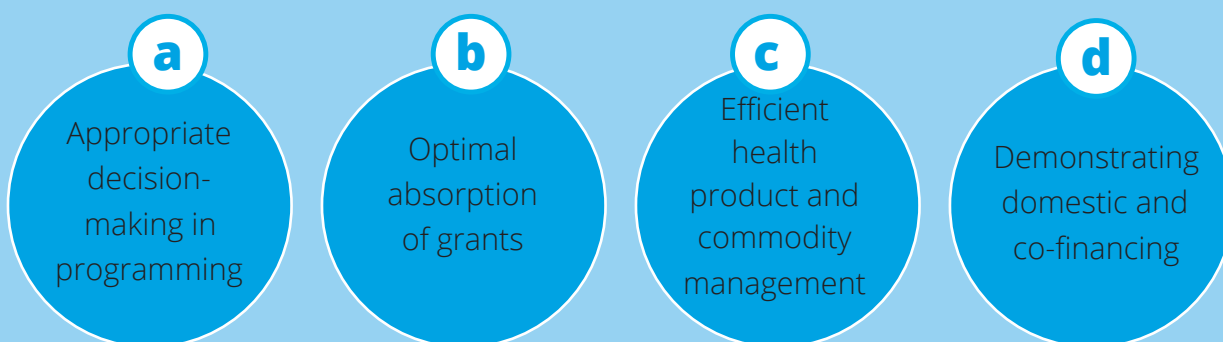 a
Appropriate
decision-
making in
programming
b
Optimal
absorption
of grants
c
Efficient
health
product and
commodity
management
d
Demonstrating
domestic and
co-financing